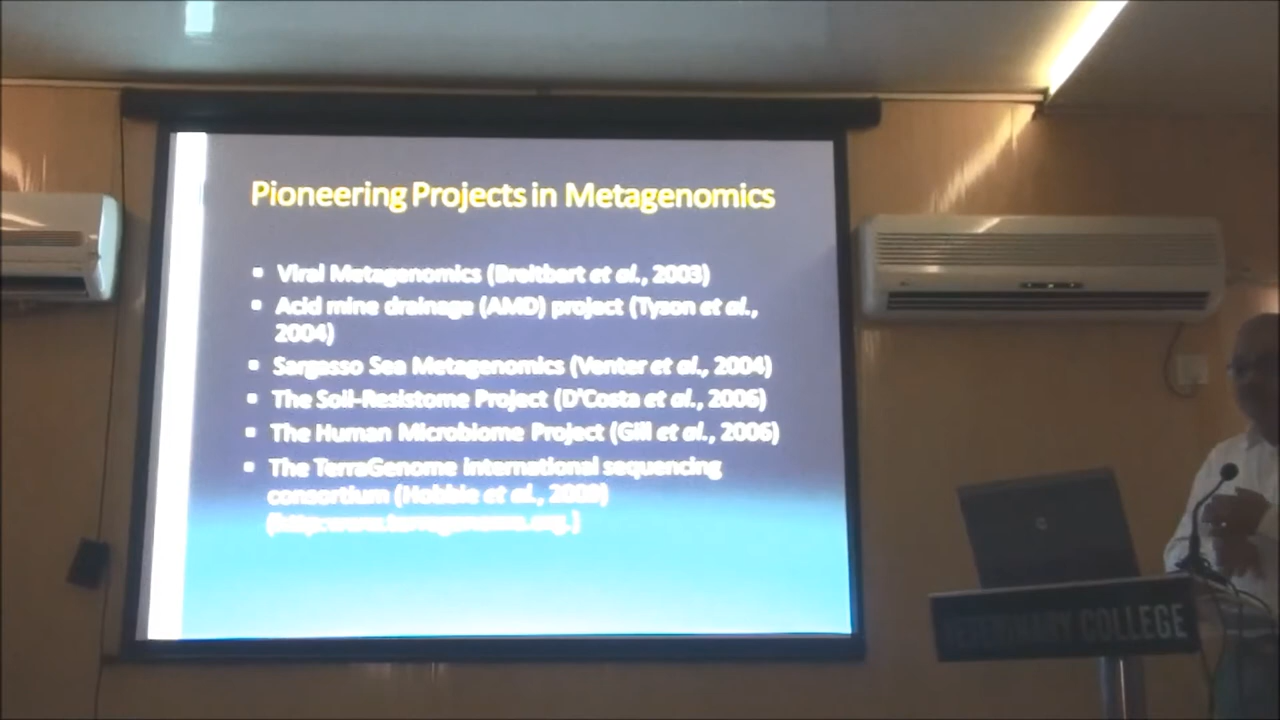 Pioneering Projects in Metagenomics
▪ Viral Metagenomics (Breitbart et al., 2003)
▪ Acid mine drainage (AMD) project (Tyson et al.,
2004)
▪ Sargasso Sea Metagenomics (Venter et al., 2004)
▪ The Soil-Resistome Project (D'Costa et al., 2006)
▪ The Human Microbiome Project (Gill et al., 2006)
▪ The TerraGenome international sequencing
consortium (Hobbie et al., 2009)
VETERINARY COLLEGE